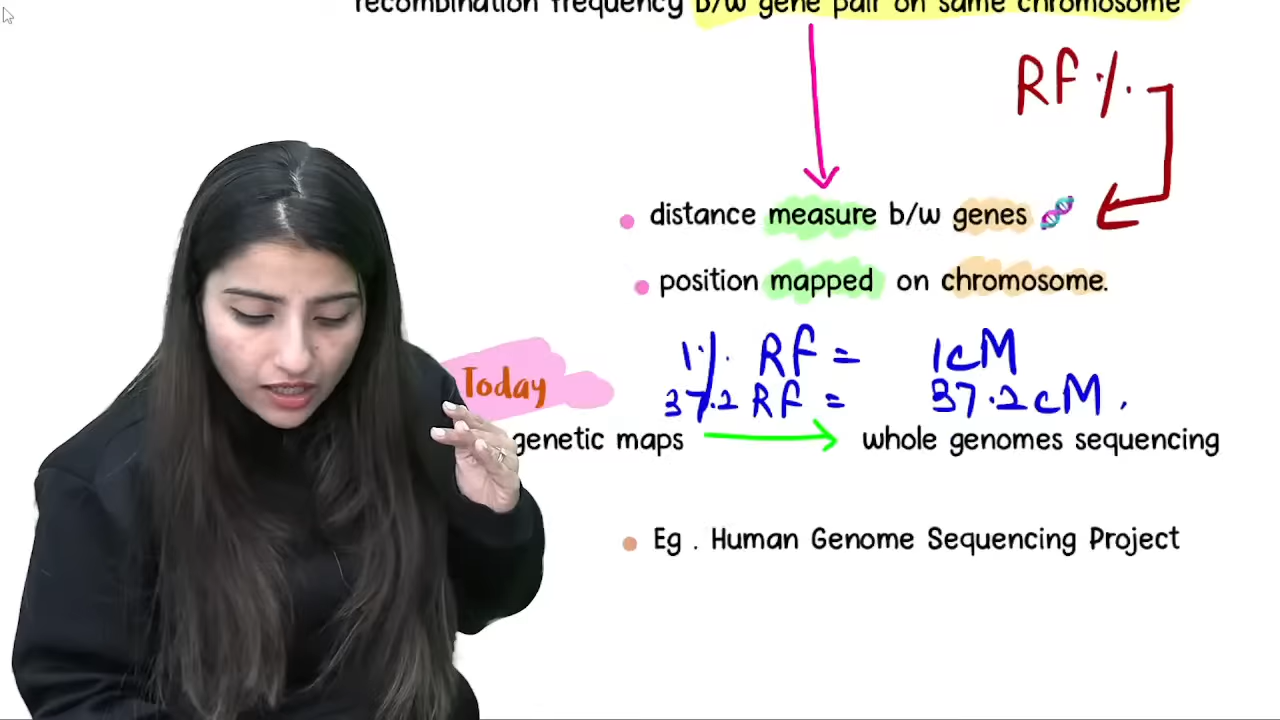 recombination frequency b/w gene pair on same chromosome
RF %
distance measure b/w genes
position mapped on chromosome.
1% RF = 1cM
Today
37.2 RF = 37.2cM.
genetic maps whole genomes sequencing
Eg . Human Genome Sequencing Project